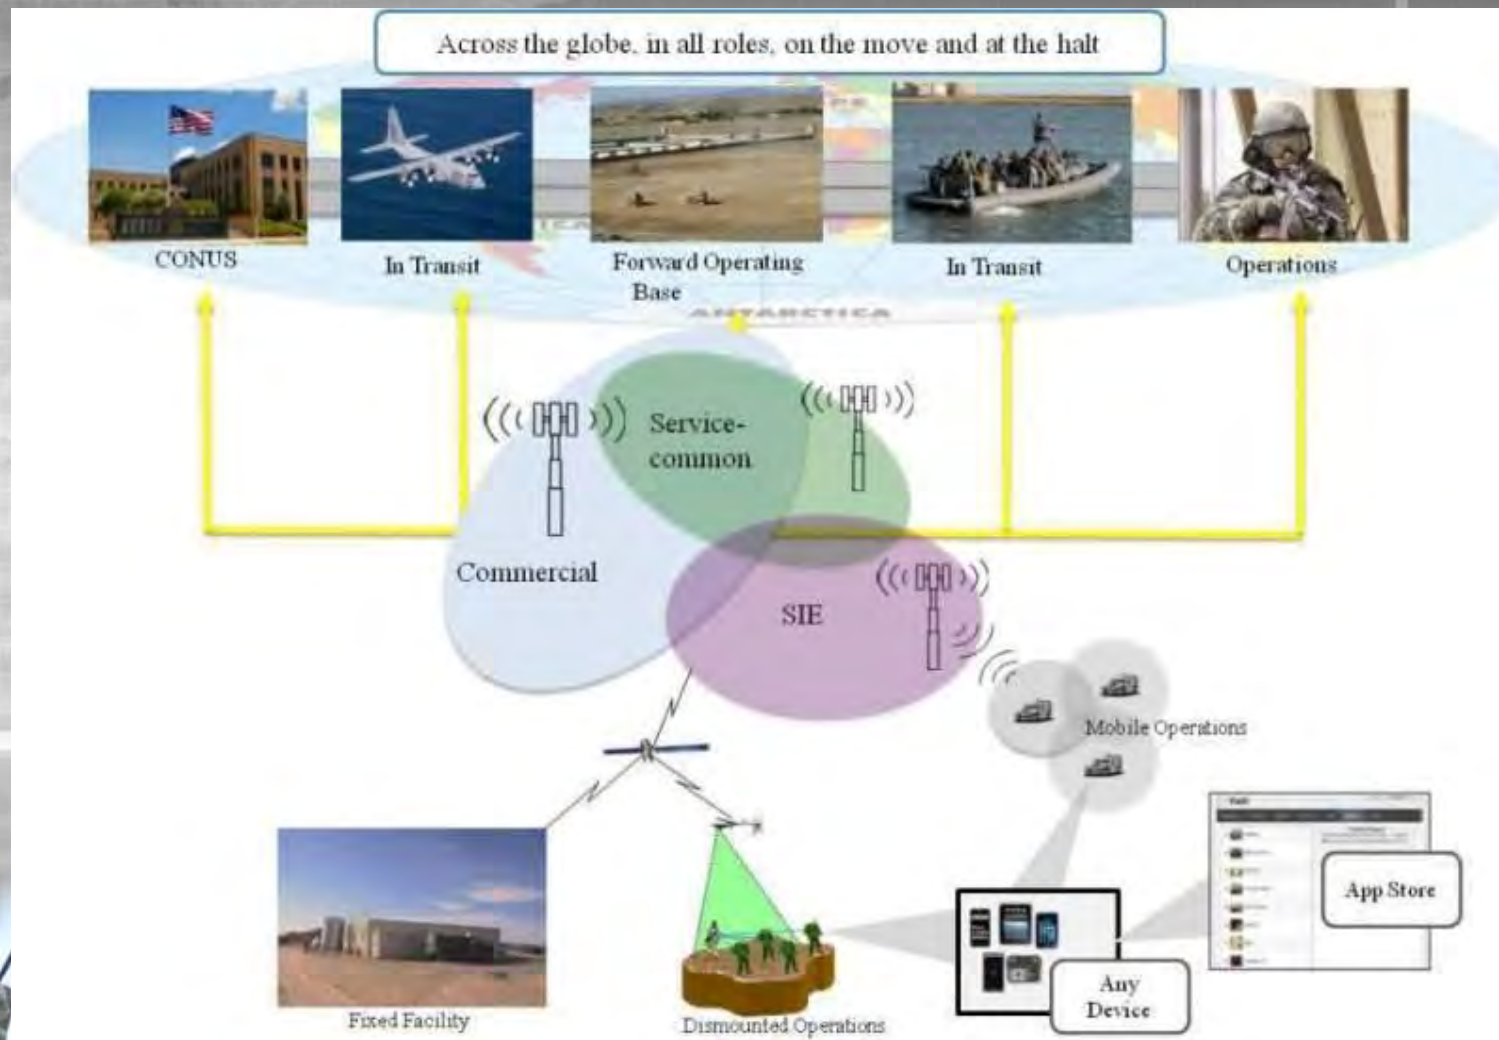 Across the globe, in all roles, on the move and at the halt
CONUS
In Transit
Forward Operating
Base
In Transit
Operations
ANTARCTICA
Service-
common
Commercial
SIE
Mobile Operations
App Store
Any
Device
Fixed Facility
Dismounted Operations